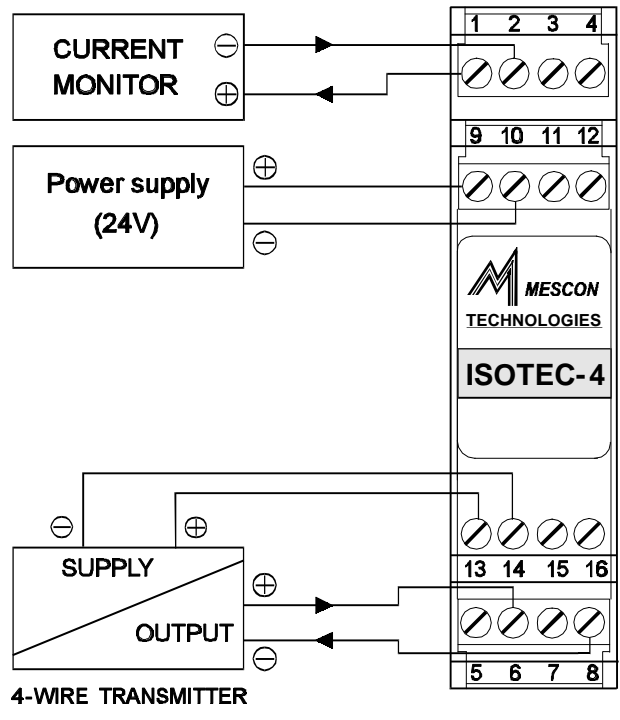 CURRENT
MONITOR
⊖
⊕
1 2 3 4
9 10 11 12
Power supply
(24V)
⊕
⊖
MESCON
TECHNOLOGIES
ISOTEC-4
⊖ ⊕
SUPPLY
OUTPUT
⊕
⊖
13 14 15 16
5 6 7 8
4-WIRE TRANSMITTER